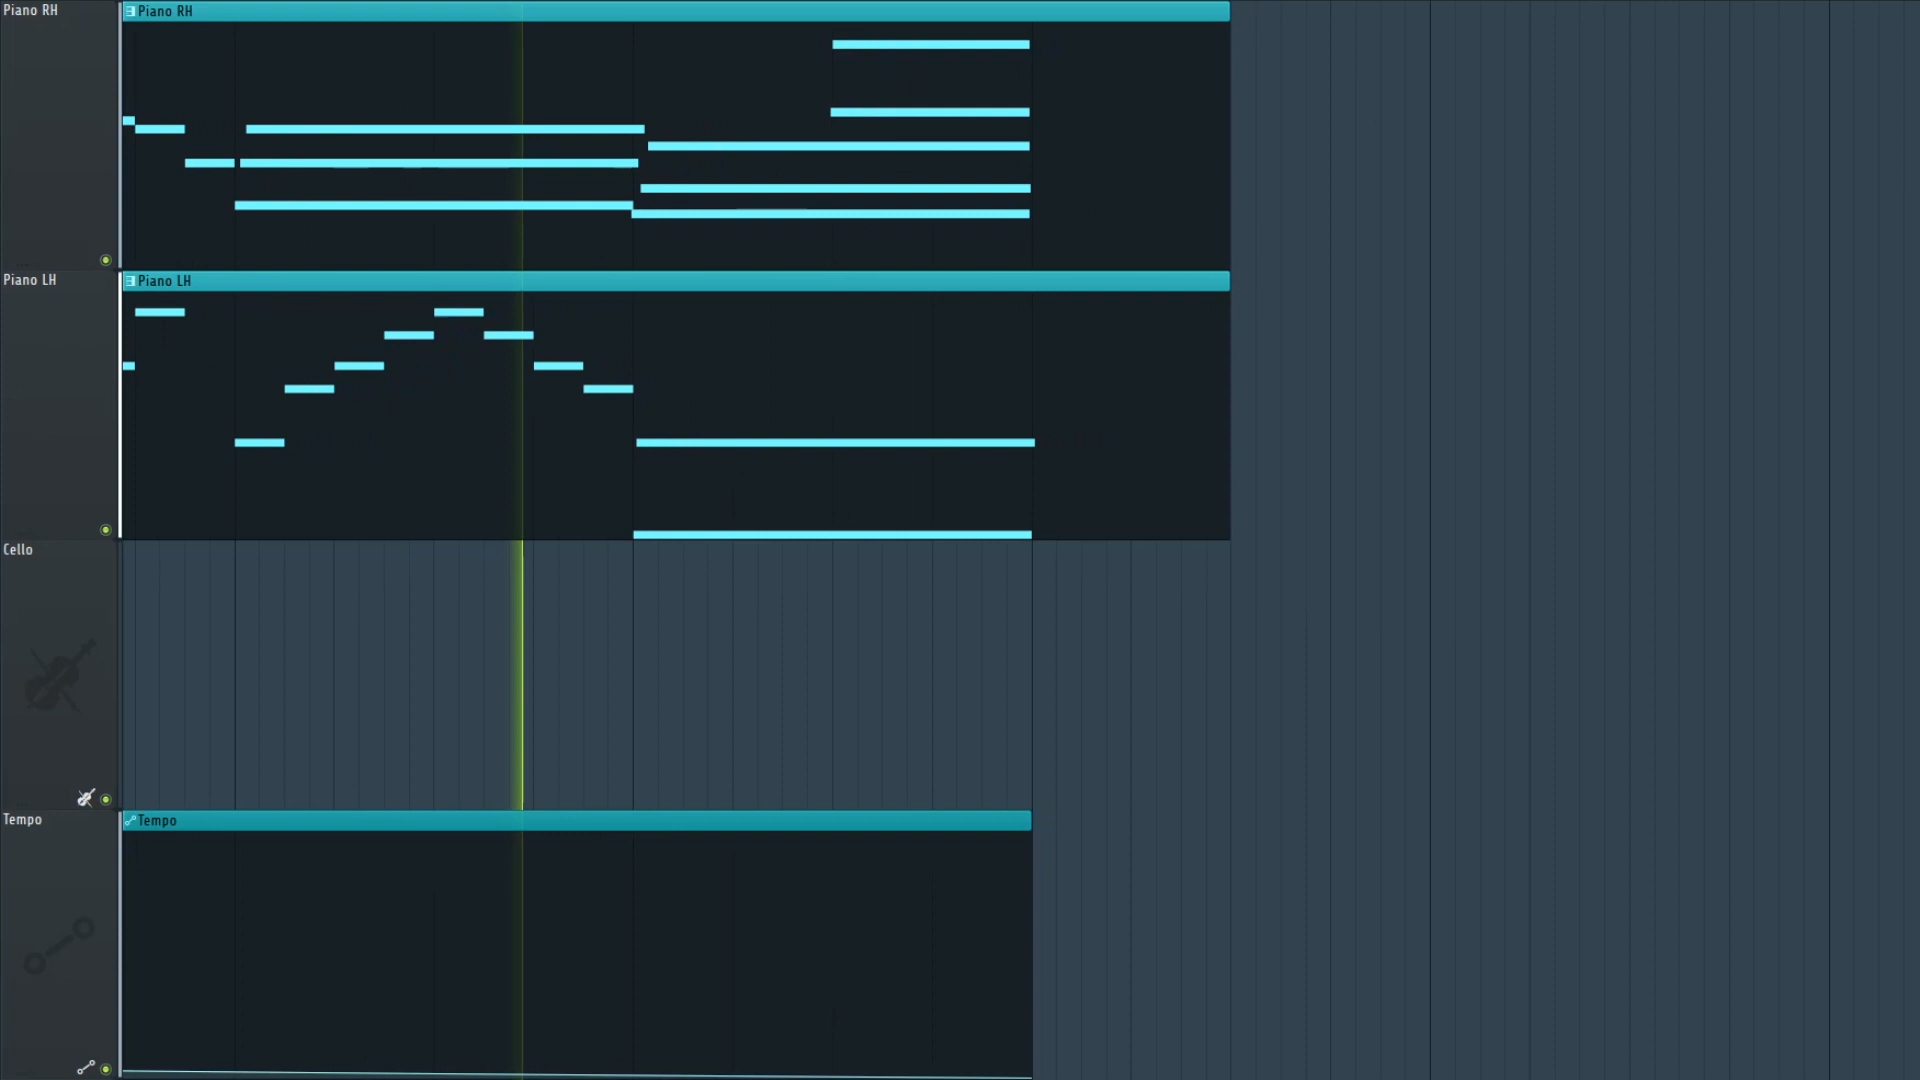 Piano RH
Piano RH
Piano LH
Piano LH
Cello
Tempo
Tempo